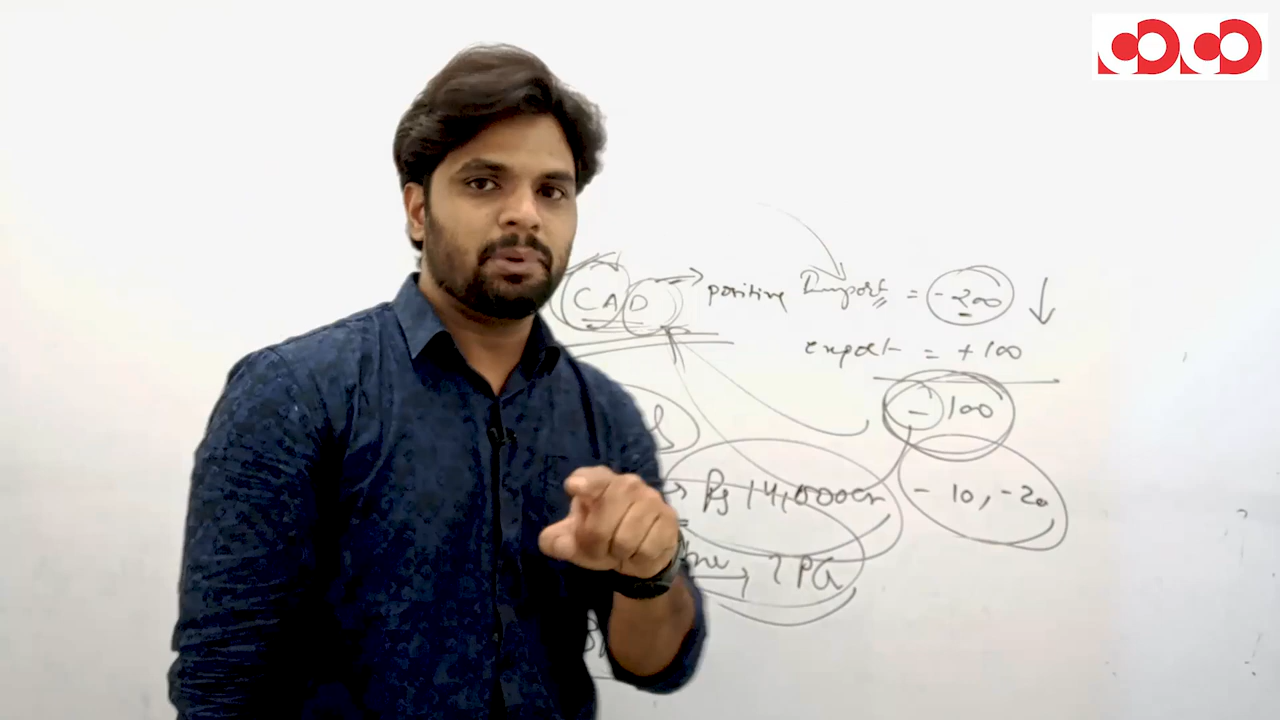 CAD → positive Import = -200 ↓
export = +100
- 100
→ Rs 14,000cr
- 10, -20